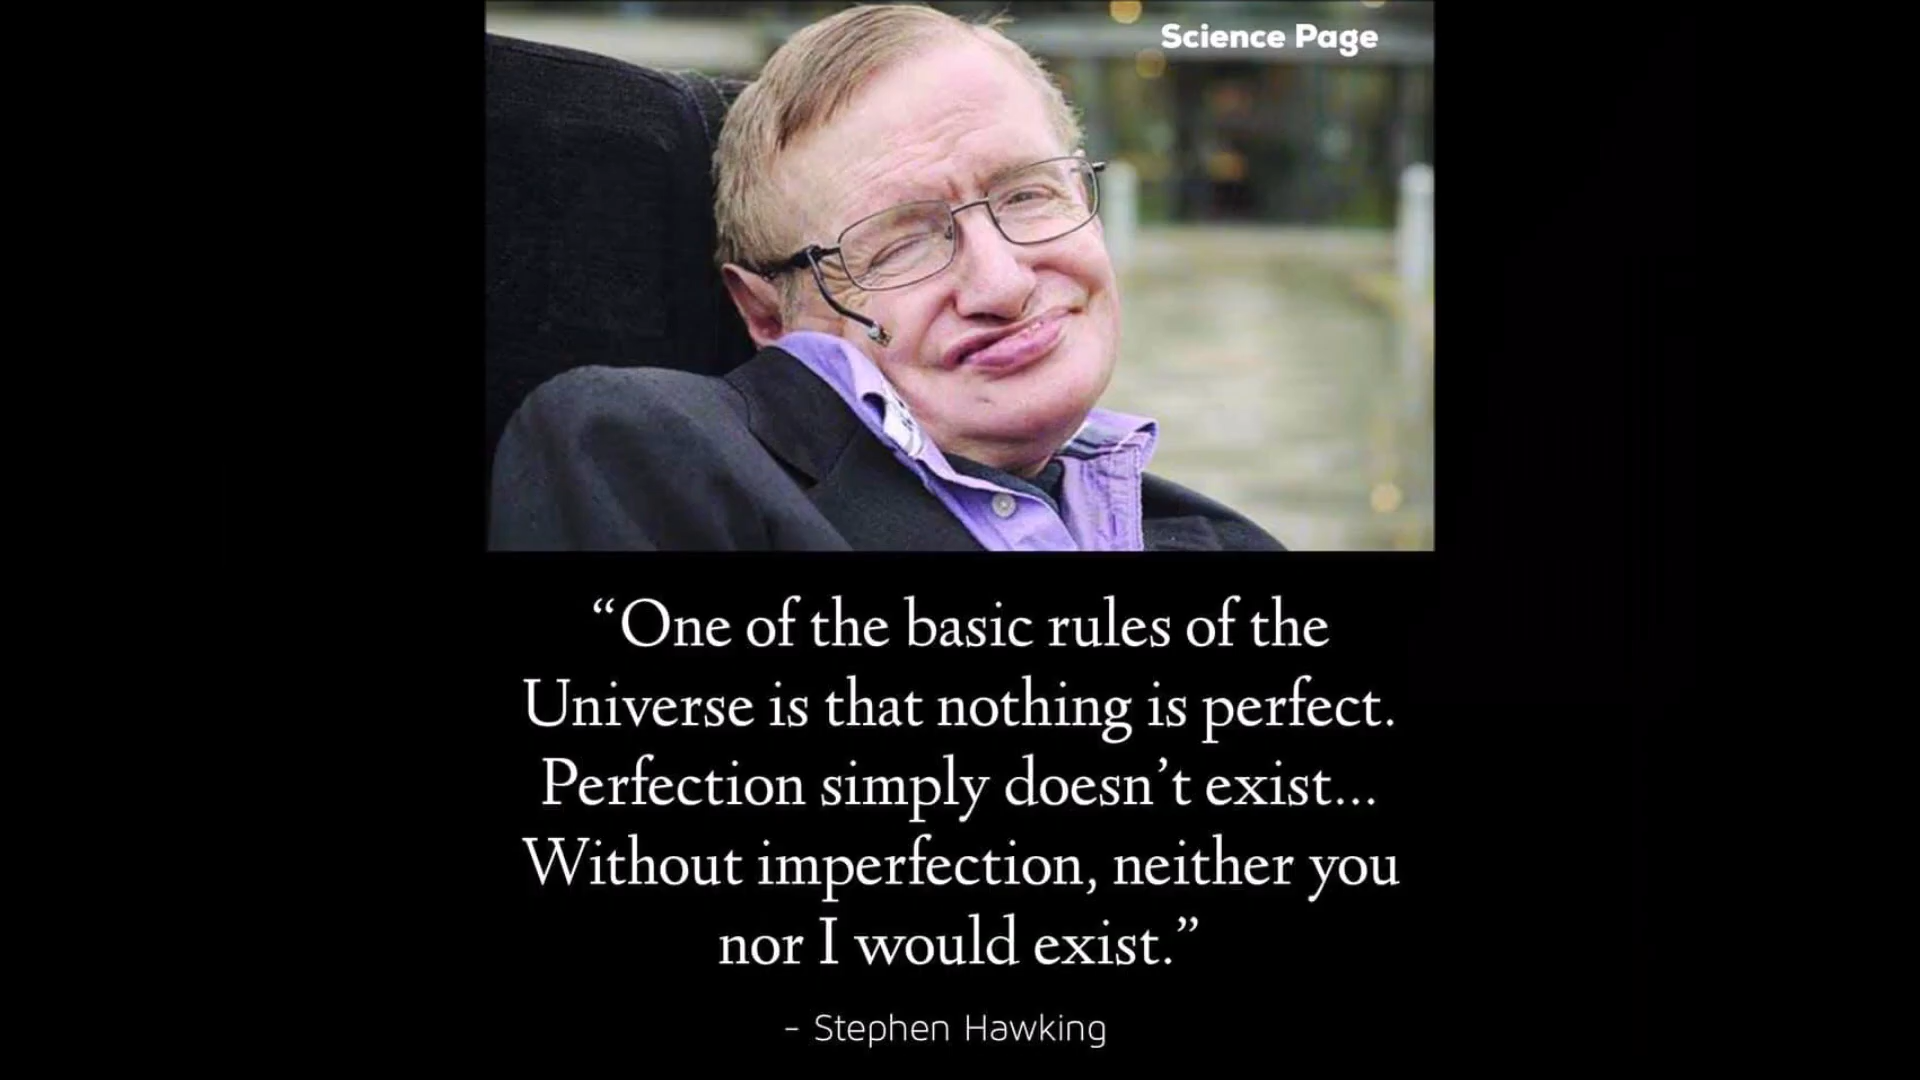 Science Page
“One of the basic rules of the
Universe is that nothing is perfect.
Perfection simply doesn’t exist...
Without imperfection, neither you
nor I would exist.”
- Stephen Hawking